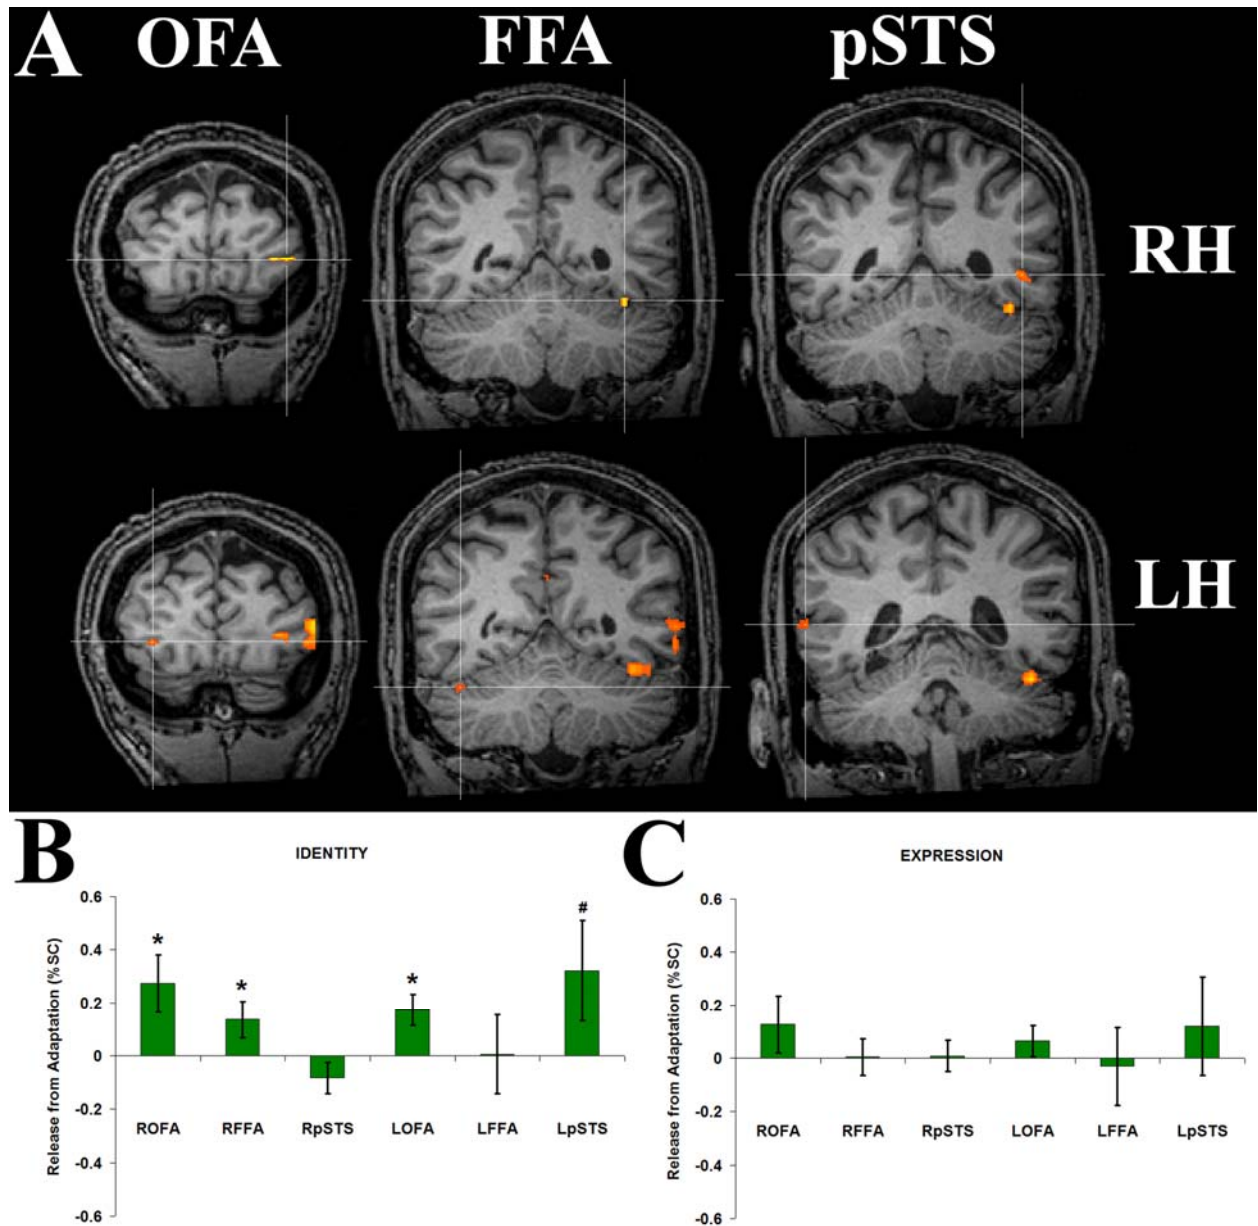 A OFA FFA pSTS
RH
LH
B
IDENTITY
Release from Adaptation (%SC)
0.6
0.4
0.2
0
-0.2
-0.4
-0.6
* * * #
ROFA RFFA RpSTS LOFA LFFA LpSTS
C
EXPRESSION
Release from Adaptation (%SC)
0.6
0.4
0.2
0
-0.2
-0.4
-0.6
ROFA RFFA RpSTS LOFA LFFA LpSTS